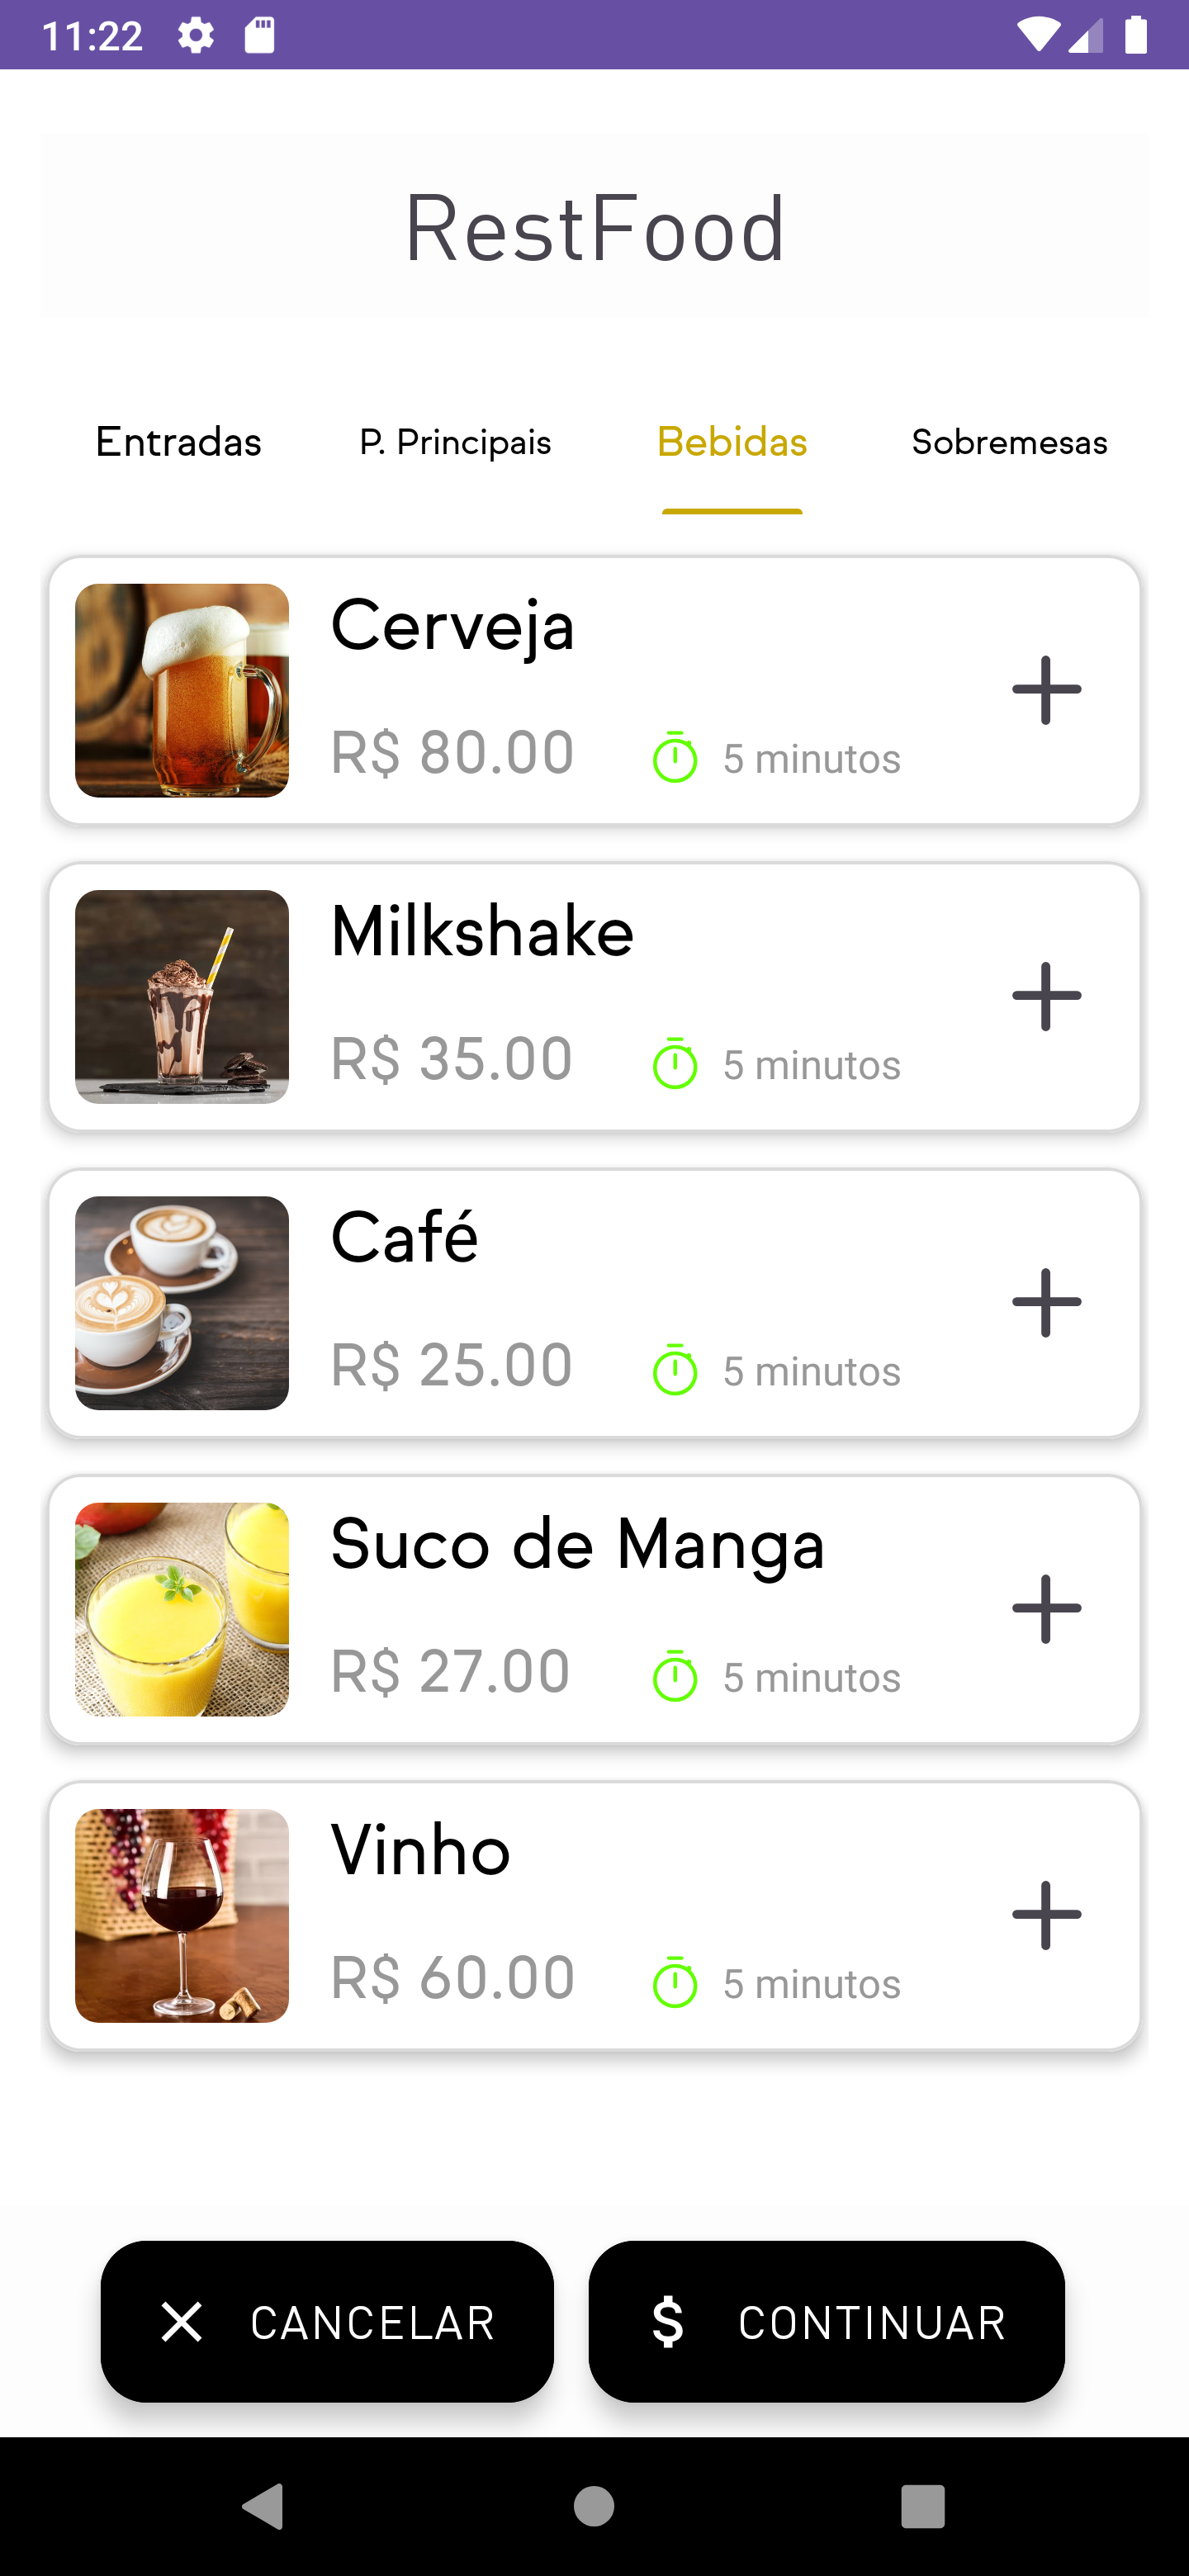 11:22
RestFood
Entradas P. Principais Bebidas Sobremesas
Cerveja
R$ 80.00 5 minutos
Milkshake
R$ 35.00 5 minutos
Café
R$ 25.00 5 minutos
Suco de Manga
R$ 27.00 5 minutos
Vinho
R$ 60.00 5 minutos
CANCELAR $ CONTINUAR